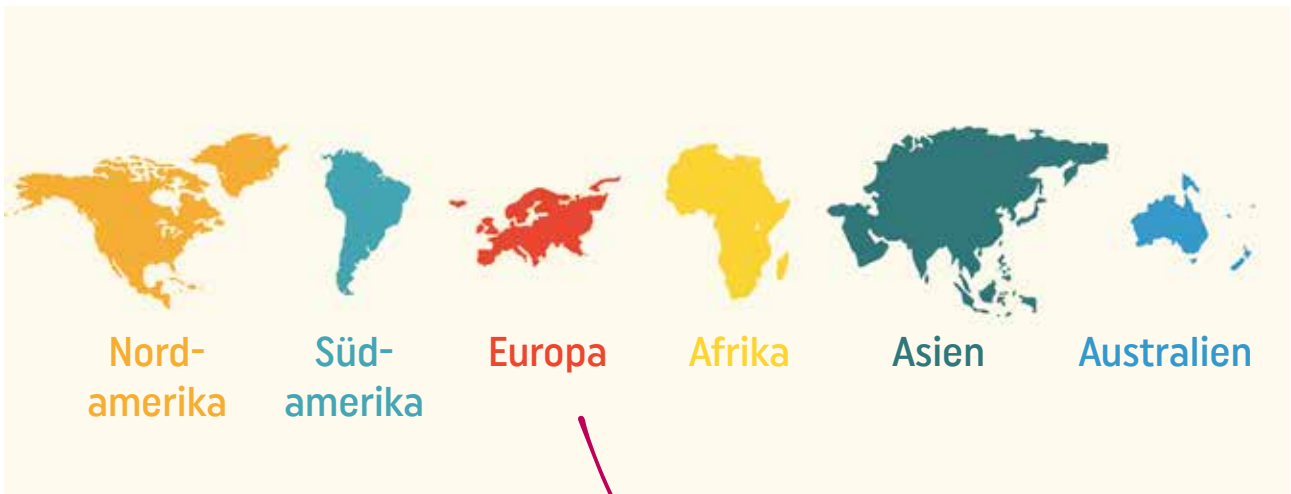 Nord-
amerika
Süd-
amerika
Europa
Afrika
Asien
Australien